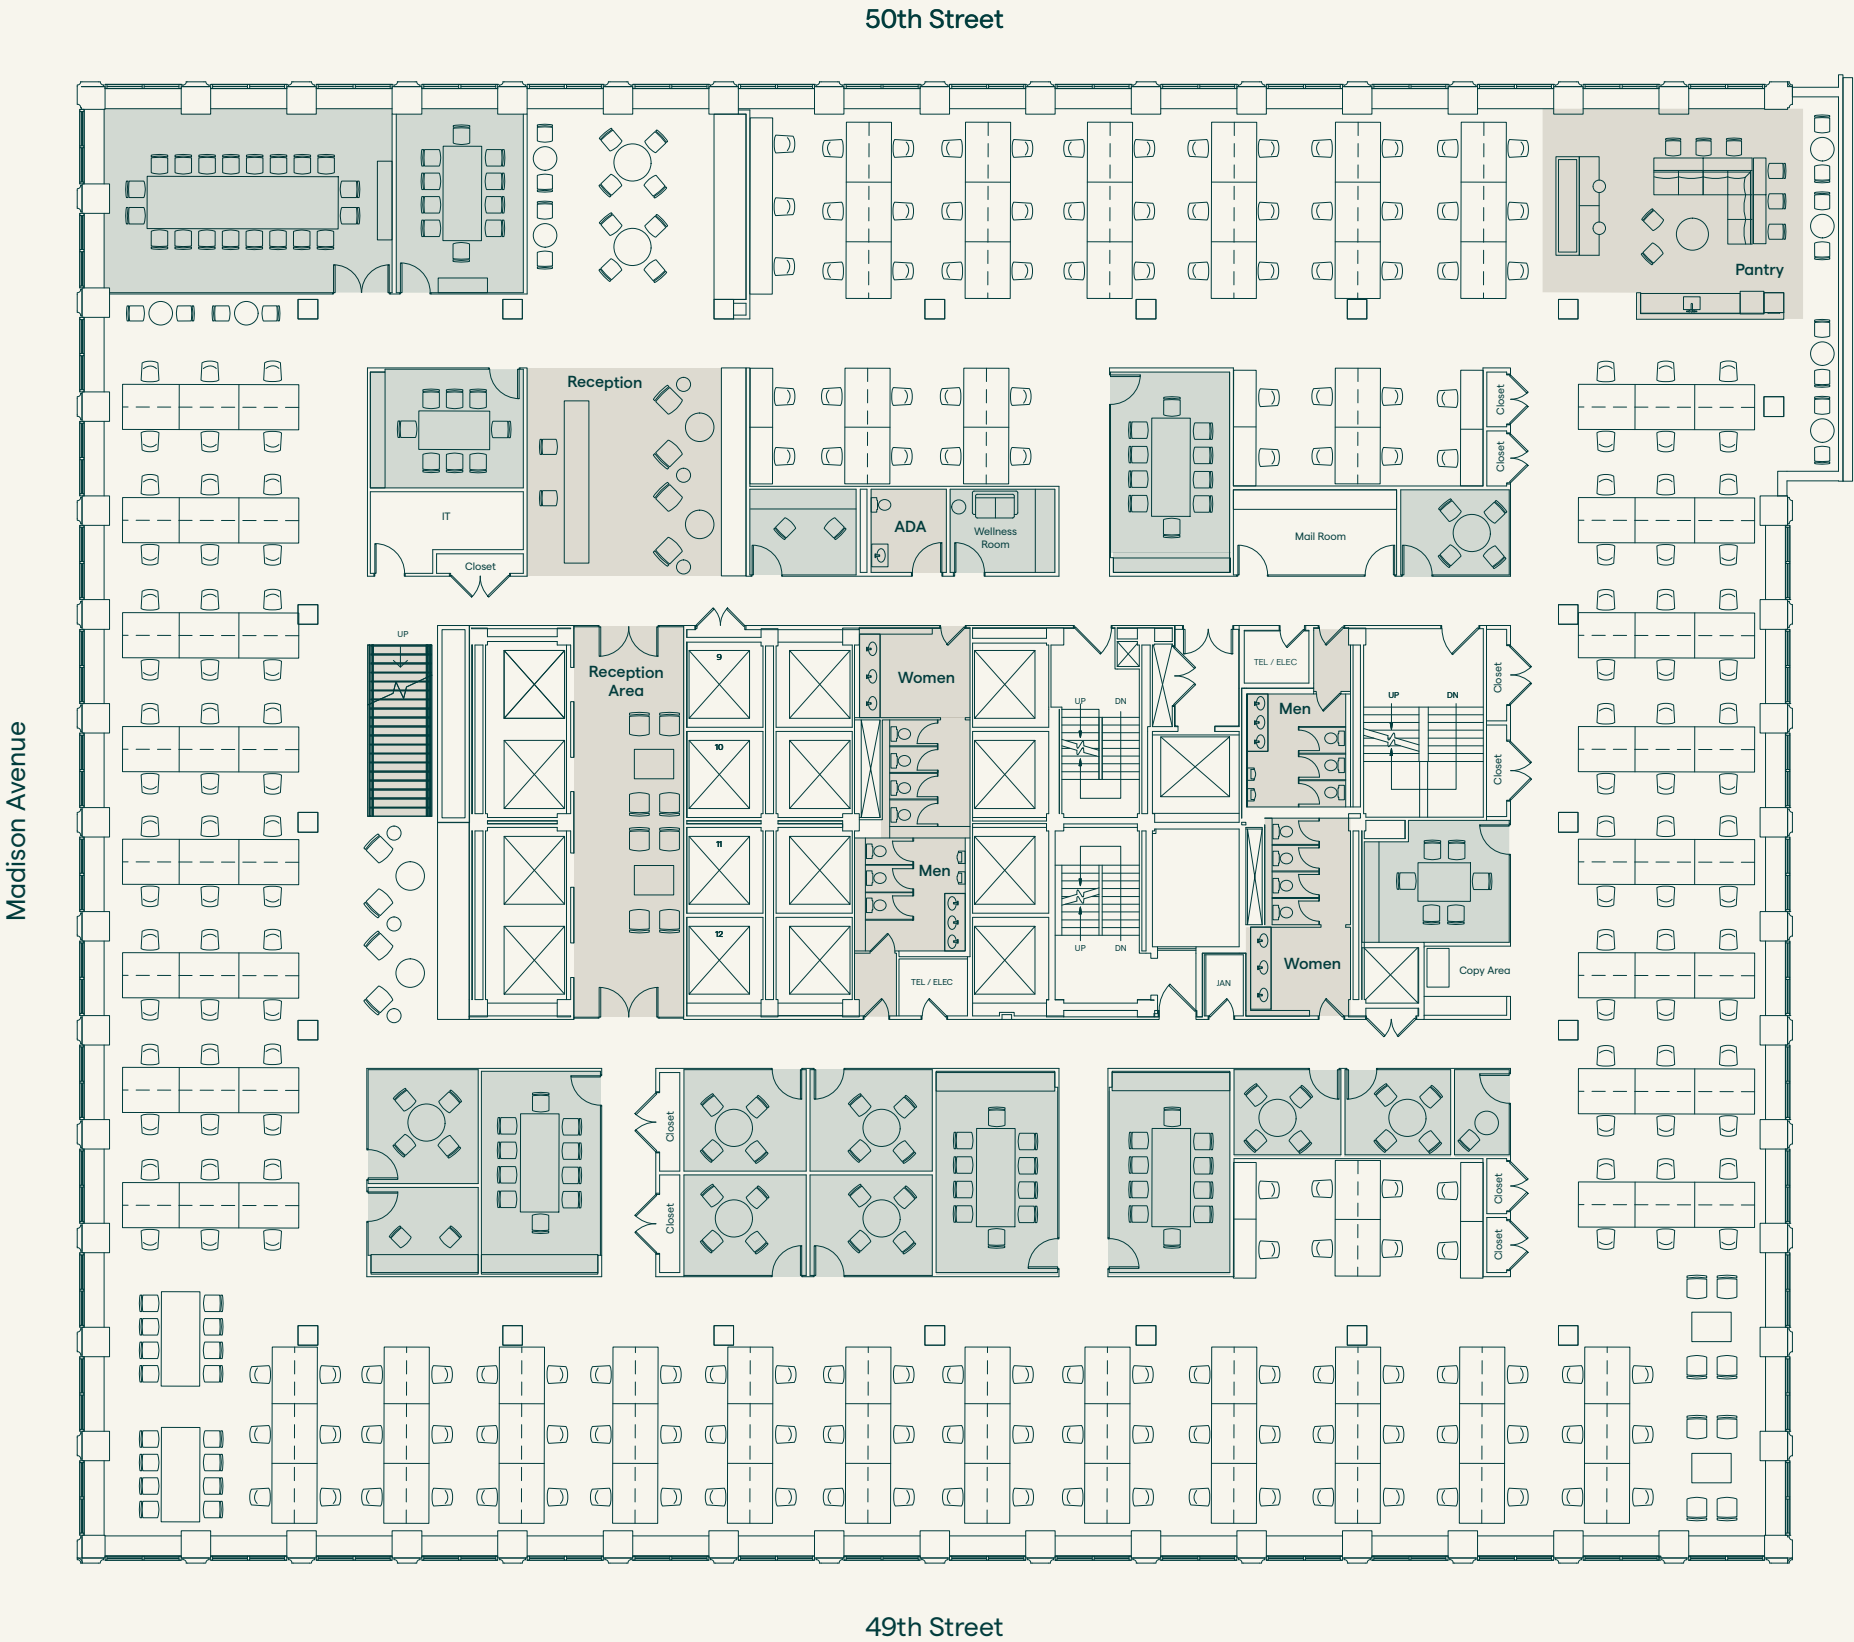 50th Street
Pantry
Reception
Closet
Closet
IT
ADA
Wellness
Room
Mail Room
Closet
UP
Reception
Area
9
Women
TEL / ELEC
Closet
UP
DN
Men
UP
DN
10
Closet
Madison Avenue
11
Men
12
UP
DN
Women
Copy Area
TEL / ELEC
JAN
Closet
Closet
Closet
Closet
49th Street